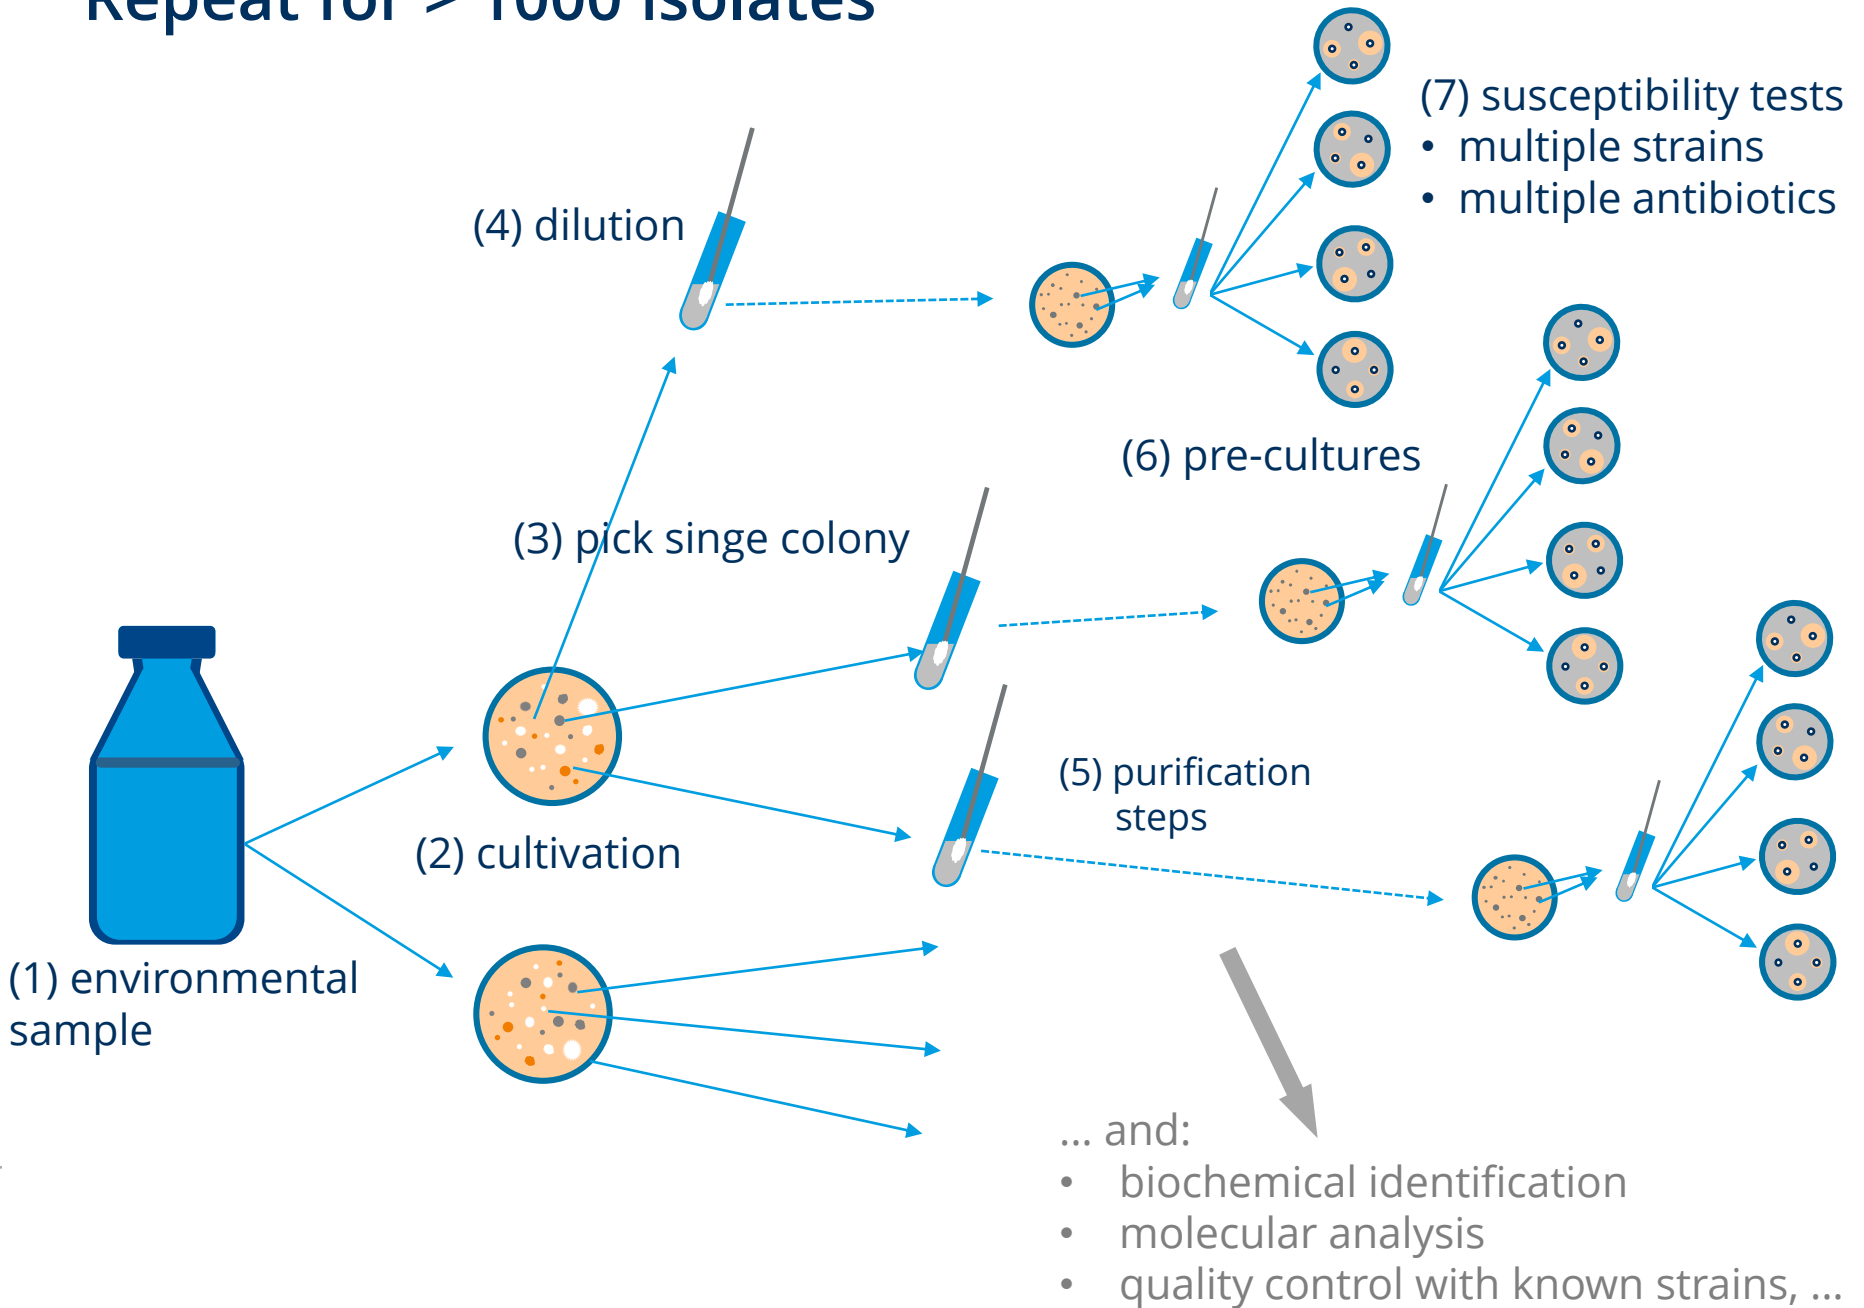 Repeat for > 1000 isolates
(7) susceptibility tests
• multiple strains
• multiple antibiotics
(4) dilution
(6) pre-cultures
(3) pick singe colony
(5) purification
steps
(2) cultivation
(1) environmental
sample
... and:
• biochemical identification
• molecular analysis
• quality control with known strains, ...